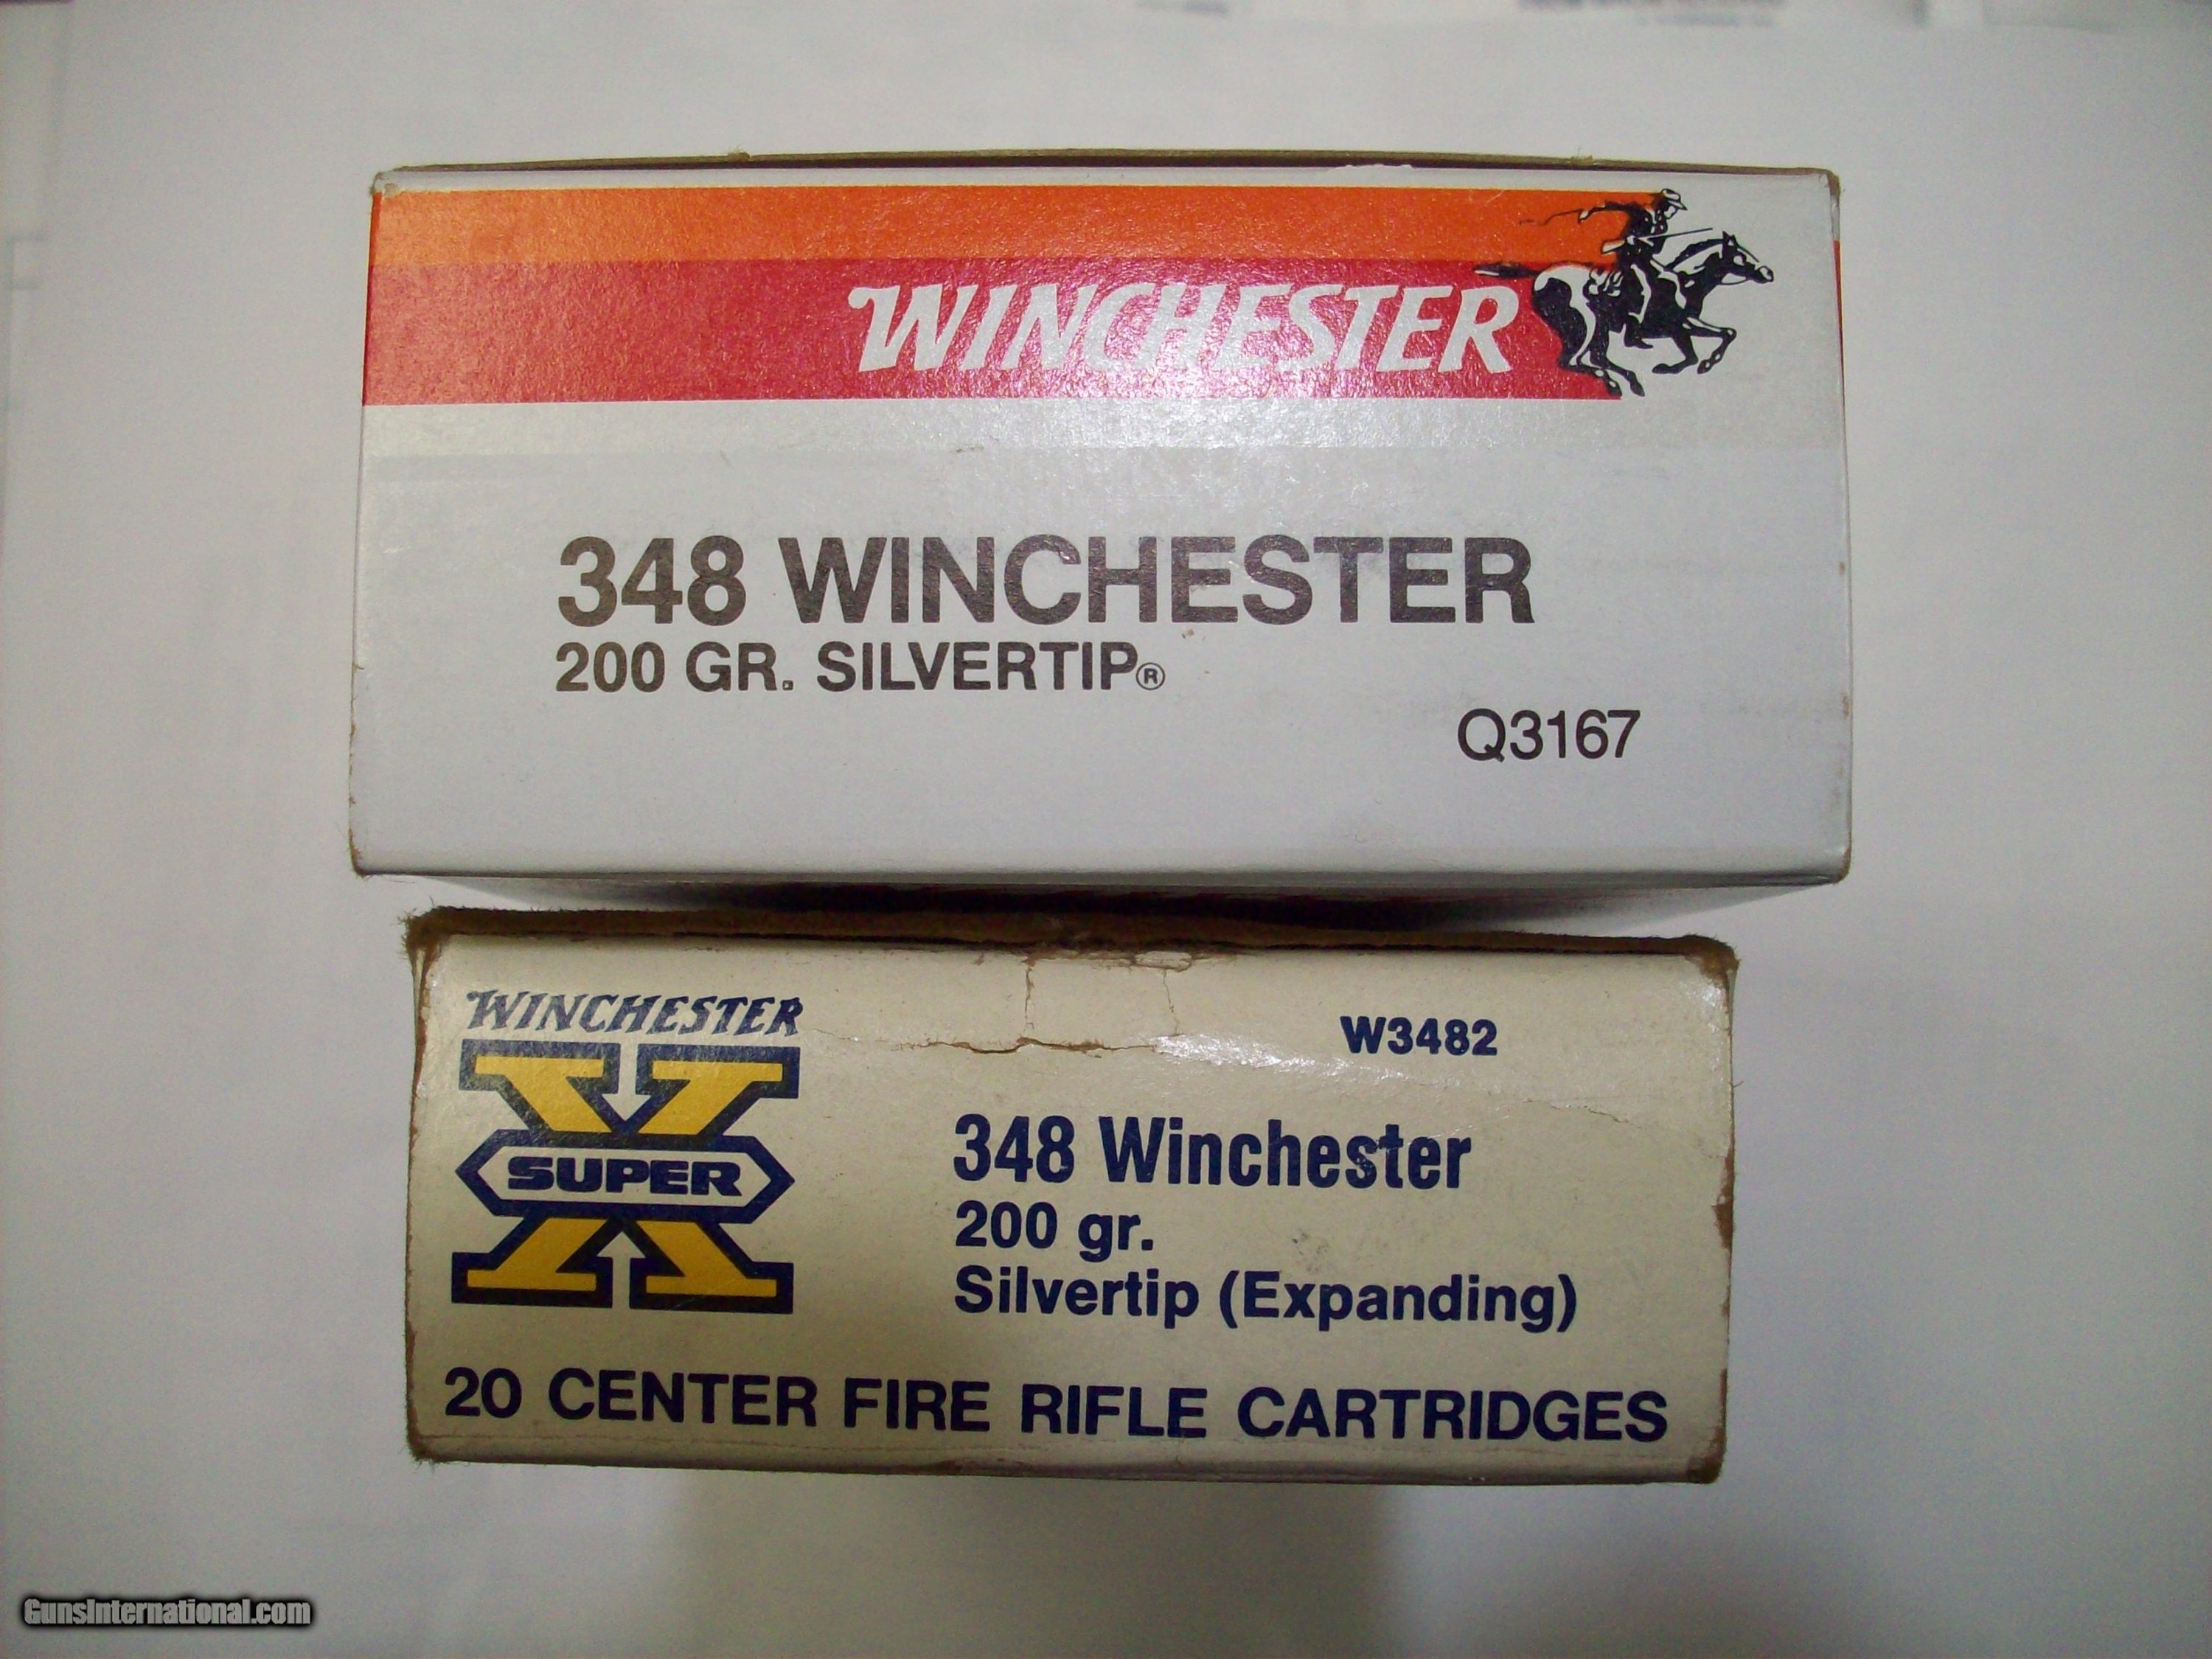 WINCHESTER
348 WINCHESTER
200 GR. SILVERTIP®
Q3167
WINCHESTER
SUPER
X
W3482
348 Winchester
200 gr.
Silvertip (Expanding)
20 CENTER FIRE RIFLE CARTRIDGES
GunsInternational.com